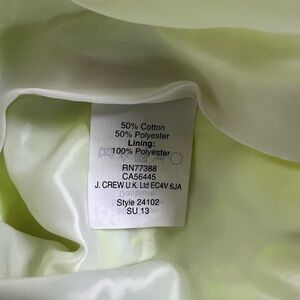 50% Cotton
50% Polyester
Lining:
100% Polyester
RN77388
CA56445
J. CREW U.K. Ltd EC4V 6JA
Style 24102
SU 13